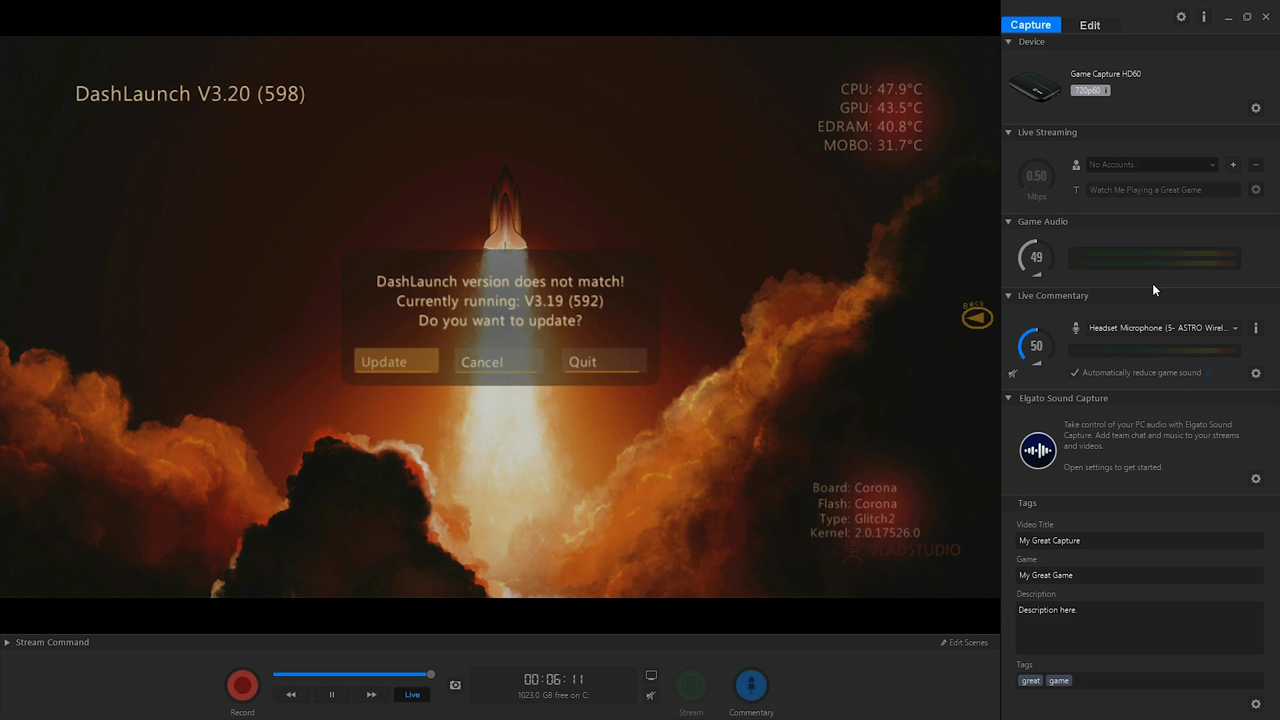 DashLaunch V3.20 (598)
CPU: 47.9°C
GPU: 43.5°C
EDRAM: 40.8°C
MOBO: 31.7°C
DashLaunch version does not match!
Currently running: V3.19 (592)
Do you want to update?
Update
Cancel
Quit
Back
Board: Corona
Flash: Corona
Type: Glitch2
Kernel: 2.0.17526.0
VLADSTUDIO
Capture
Edit
Device
Game Capture HD60
720p60
Live Streaming
0.50
Mbps
No Accounts
Watch Me Playing a Great Game
Game Audio
49
Live Commentary
50
Headset Microphone (5- ASTRO Wirel...
Automatically reduce game sound
Elgato Sound Capture
Take control of your PC audio with Elgato Sound
Capture. Add team chat and music to your streams
and videos.
Open settings to get started.
Tags
Video Title
My Great Capture
Game
My Great Game
Description
Description here.
Tags
great
game
Stream Command
Edit Scenes
Record
Live
00:06:11
1023.0 GB free on C:
Stream
Commentary